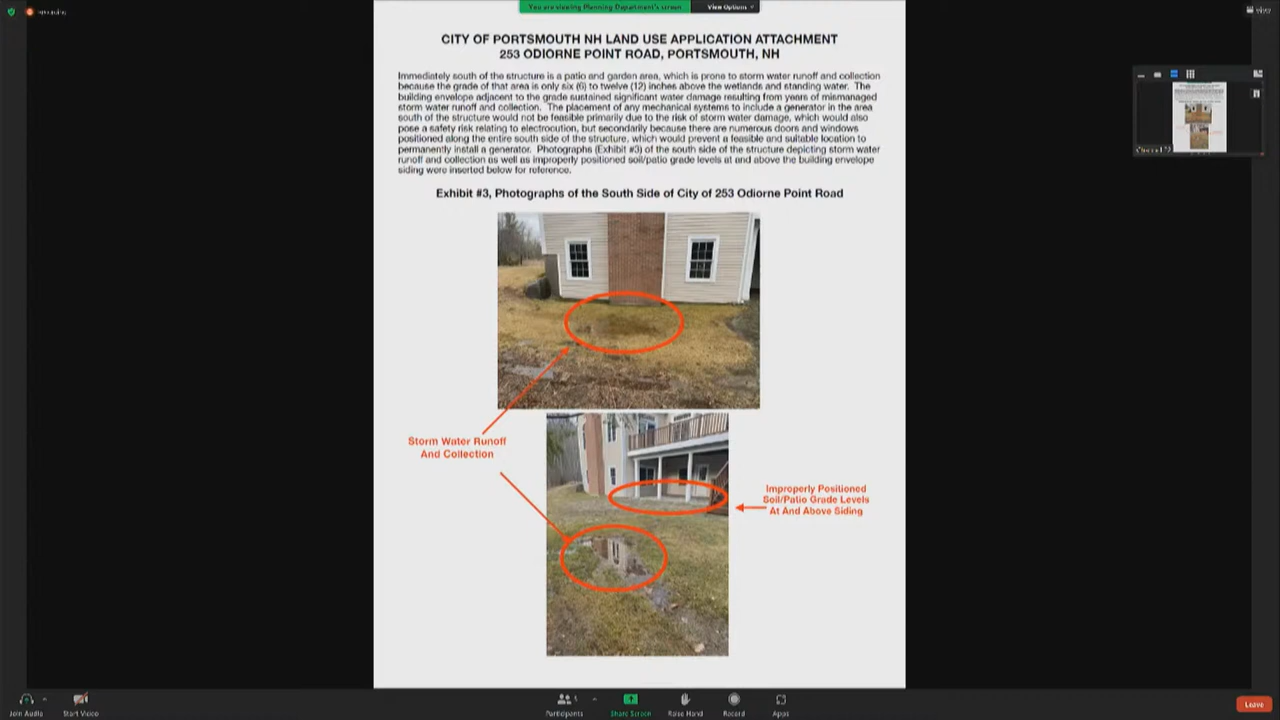 You are viewing Planning Department's screen
View Options
View
CITY OF PORTSMOUTH NH LAND USE APPLICATION ATTACHMENT
253 ODIORNE POINT ROAD, PORTSMOUTH, NH
Immediately south of the structure is a patio and garden area, which is prone to storm water runoff and collection
because the grade of that area is only six (6) to twelve (12) inches above the wetlands and standing water. The
building envelope adjacent to the grade sustained significant water damage resulting from years of mismanaged
storm water runoff and collection. The placement of any mechanical systems to include a generator in the area
south of the structure would not be feasible primarily due to the risk of storm water damage, which would also
pose a safety risk relating to electrocution, but secondarily because there are numerous doors and windows
positioned along the entire south side of the structure, which would prevent a feasible and suitable location to
permanently install a generator. Photographs (Exhibit #3) of the south side of the structure depicting storm water
runoff and collection as well as improperly positioned soil/patio grade levels at and above the building envelope
siding were inserted below for reference.
Exhibit #3, Photographs of the South Side of City of 253 Odiorne Point Road
Storm Water Runoff
And Collection
Improperly Positioned
Soil/Patio Grade Levels
At And Above Siding
Join Audio
Start Video
Participants
Share Screen
Raise Hand
Record
Apps
Leave